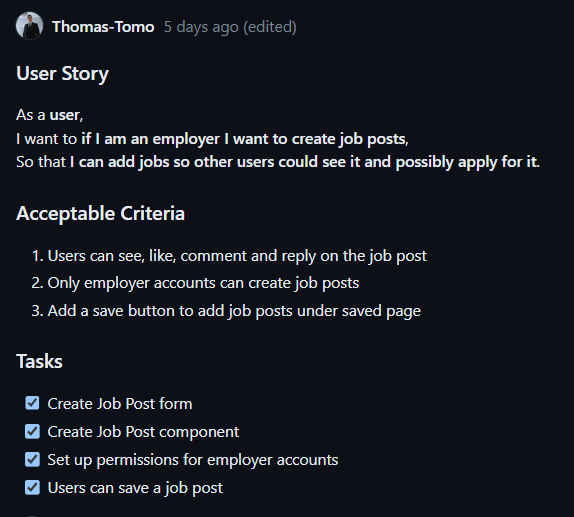 Thomas-Tomo 5 days ago (edited)
User Story
As a user,
I want to if I am an employer I want to create job posts,
So that I can add jobs so other users could see it and possibly apply for it.
Acceptable Criteria
1. Users can see, like, comment and reply on the job post
2. Only employer accounts can create job posts
3. Add a save button to add job posts under saved page
Tasks
Create Job Post form
Create Job Post component
Set up permissions for employer accounts
Users can save a job post